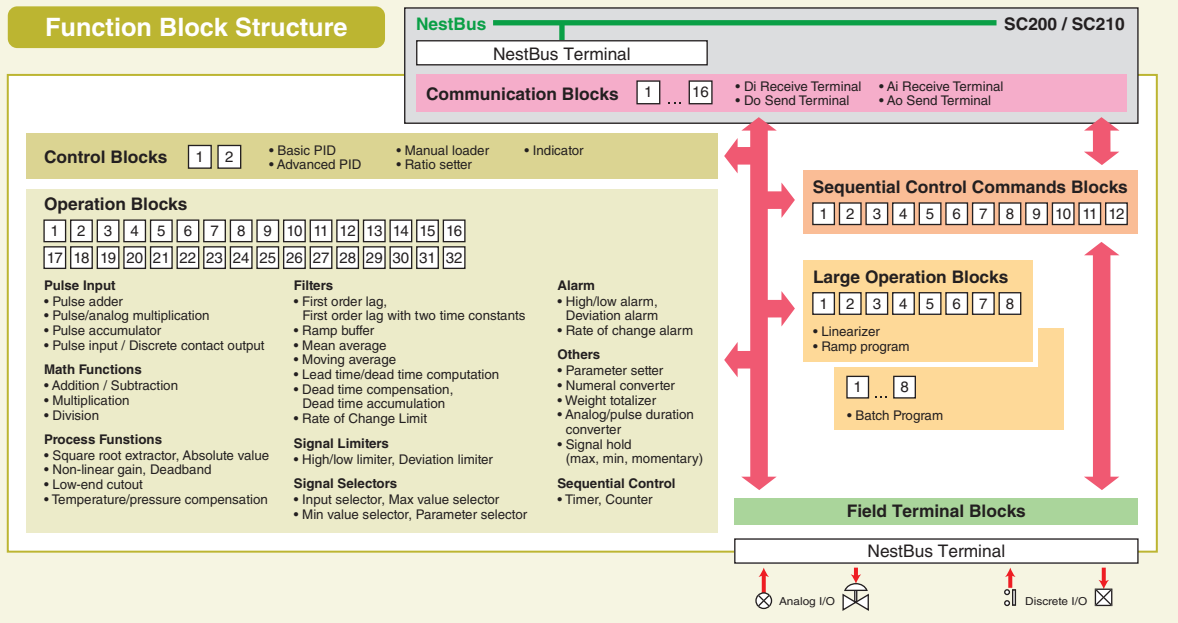 Function Block Structure
NestBus
SC200 / SC210
NestBus Terminal
Communication Blocks 1 ... 16
• Di Receive Terminal
• Do Send Terminal
• Ai Receive Terminal
• Ao Send Terminal
Control Blocks 1 2
• Basic PID
• Advanced PID
• Manual loader
• Ratio setter
• Indicator
Operation Blocks
1 2 3 4 5 6 7 8 9 10 11 12 13 14 15 16
17 18 19 20 21 22 23 24 25 26 27 28 29 30 31 32
Pulse Input
• Pulse adder
• Pulse/analog multiplication
• Pulse accumulator
• Pulse input / Discrete contact output
Math Functions
• Addition / Subtraction
• Multiplication
• Division
Process Funstions
• Square root extractor, Absolute value
• Non-linear gain, Deadband
• Low-end cutout
• Temperature/pressure compensation
Filters
• First order lag,
First order lag with two time constants
• Ramp buffer
• Mean average
• Moving average
• Lead time/dead time computation
• Dead time compensation,
Dead time accumulation
• Rate of Change Limit
Signal Limiters
• High/low limiter, Deviation limiter
Signal Selectors
• Input selector, Max value selector
• Min value selector, Parameter selector
Alarm
• High/low alarm,
Deviation alarm
• Rate of change alarm
Others
• Parameter setter
• Numeral converter
• Weight totalizer
• Analog/pulse duration
converter
• Signal hold
(max, min, momentary)
Sequential Control
• Timer, Counter
Sequential Control Commands Blocks
1 2 3 4 5 6 7 8 9 10 11 12
Large Operation Blocks
1 2 3 4 5 6 7 8
• Linearizer
• Ramp program
1 ... 8
• Batch Program
Field Terminal Blocks
NestBus Terminal
Analog I/O
Discrete I/O